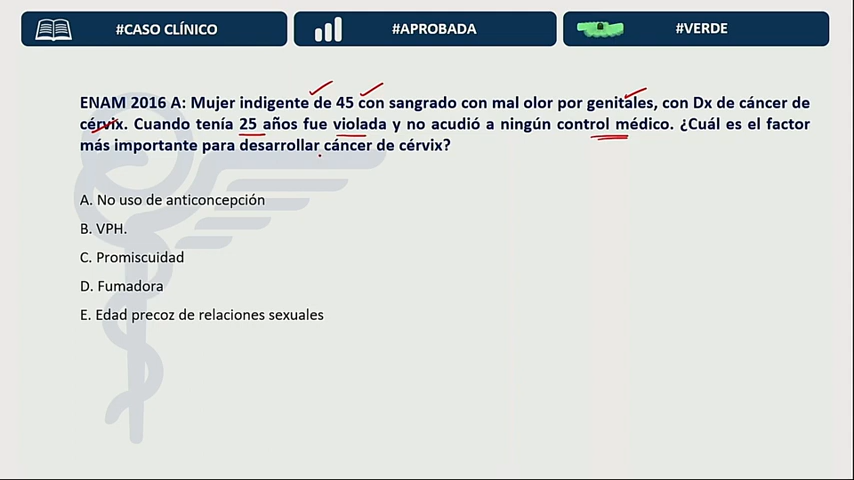 #CASO CLÍNICO
#APROBADA
#VERDE
ENAM 2016 A: Mujer indigente de 45 con sangrado con mal olor por genitales, con Dx de cáncer de
cérvix. Cuando tenía 25 años fue violada y no acudió a ningún control médico. ¿Cuál es el factor
más importante para desarrollar cáncer de cérvix?
A. No uso de anticoncepción
B. VPH.
C. Promiscuidad
D. Fumadora
E. Edad precoz de relaciones sexuales